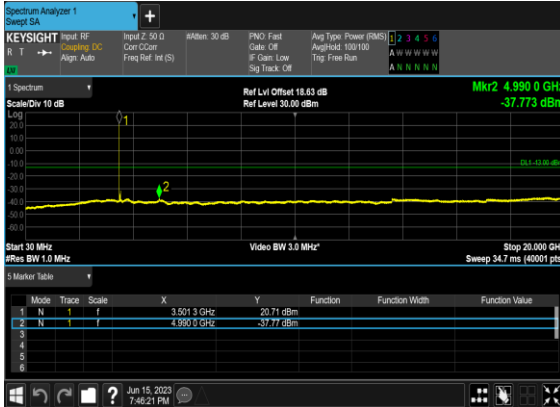 Spectrum Analyzer 1
Swept SA
+
KEYSIGHT Input: RF Input Z: 50 Ω #Atten: 30 dB PNO: Fast Avg Type: Power (RMS) 1 2 3 4 5 6
R T Coupling: DC Corr CCorr Gate: Off Avg|Hold: 100/100 A W W W W W
Align: Auto Freq Ref: Int (S) IF Gain: Low Trig: Free Run
Sig Track: Off A N N N N N
1 Spectrum Ref Lvl Offset 18.63 dB Mkr2 4.990 0 GHz
Scale/Div 10 dB Ref Level 30.00 dBm -37.773 dBm
Log
20.0
10.0
0.00
-10.0
-20.0
-30.0
-40.0
-50.0
-60.0
1
2
DL1 -13.00 dBm
Start 30 MHz Video BW 3.0 MHz* Stop 20.000 GHz
#Res BW 1.0 MHz Sweep 34.7 ms (40001 pts)
5 Marker Table
Mode Trace Scale X Y Function Function Width Function Value
1 N 1 f 3.501 3 GHz 20.71 dBm
2 N 1 f 4.990 0 GHz -37.77 dBm
3
4
5
6
? Jun 15, 2023
7:46:21 PM